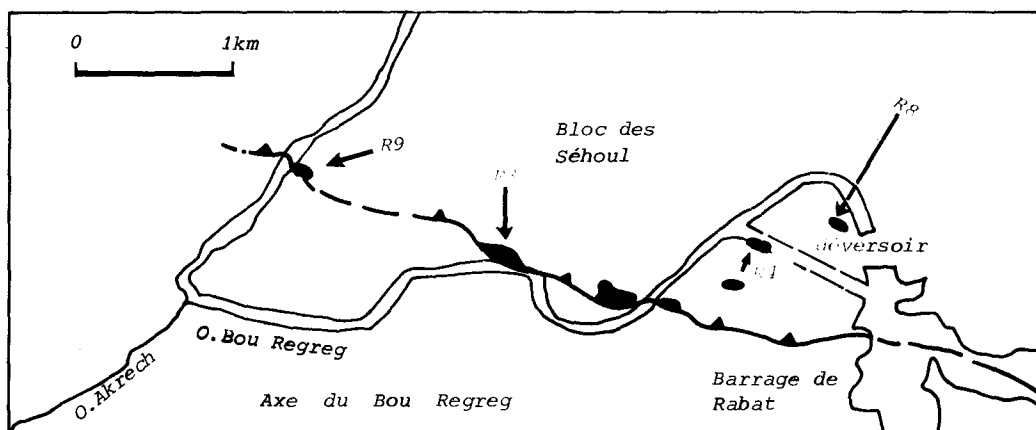 0 1km
R8
Bloc des
Séhoul
R9
déversoir
O.Bou Regreg
O.Akrech
Axe du Bou Regreg
Barrage de
Rabat